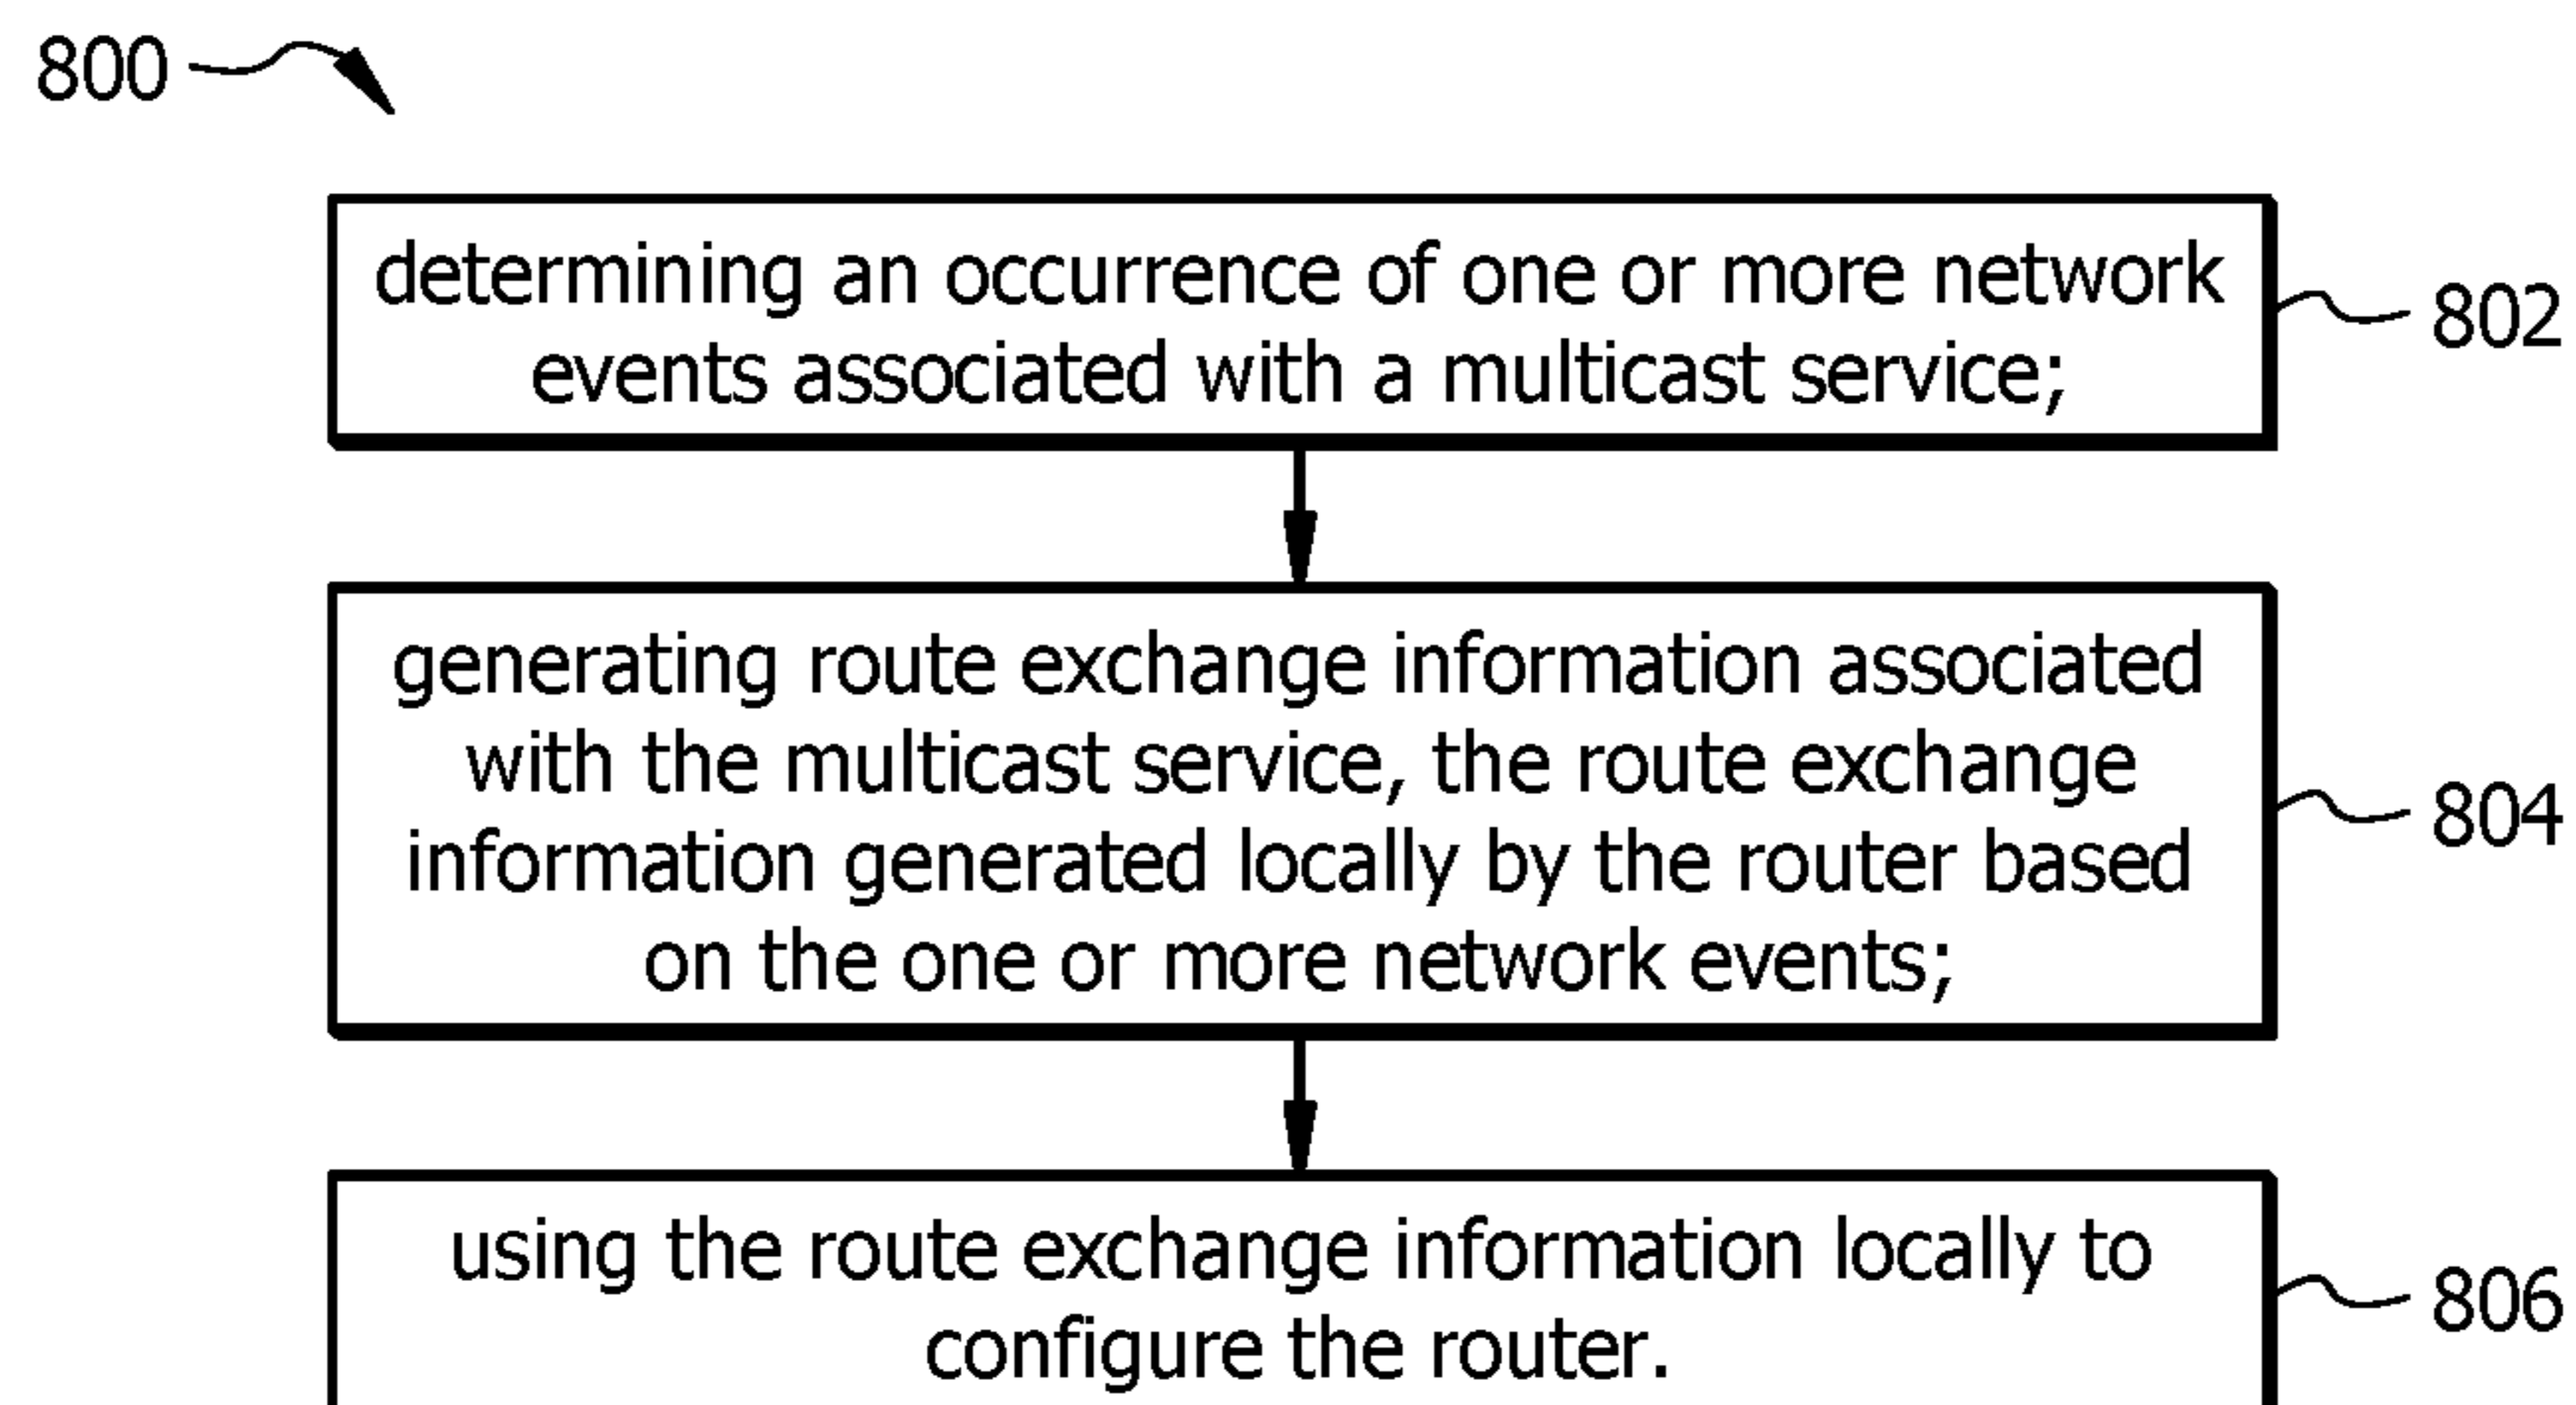 800
determining an occurrence of one or more network
events associated with a multicast service;
802
generating route exchange information associated
with the multicast service, the route exchange
information generated locally by the router based
on the one or more network events;
804
using the route exchange information locally to
configure the router.
806